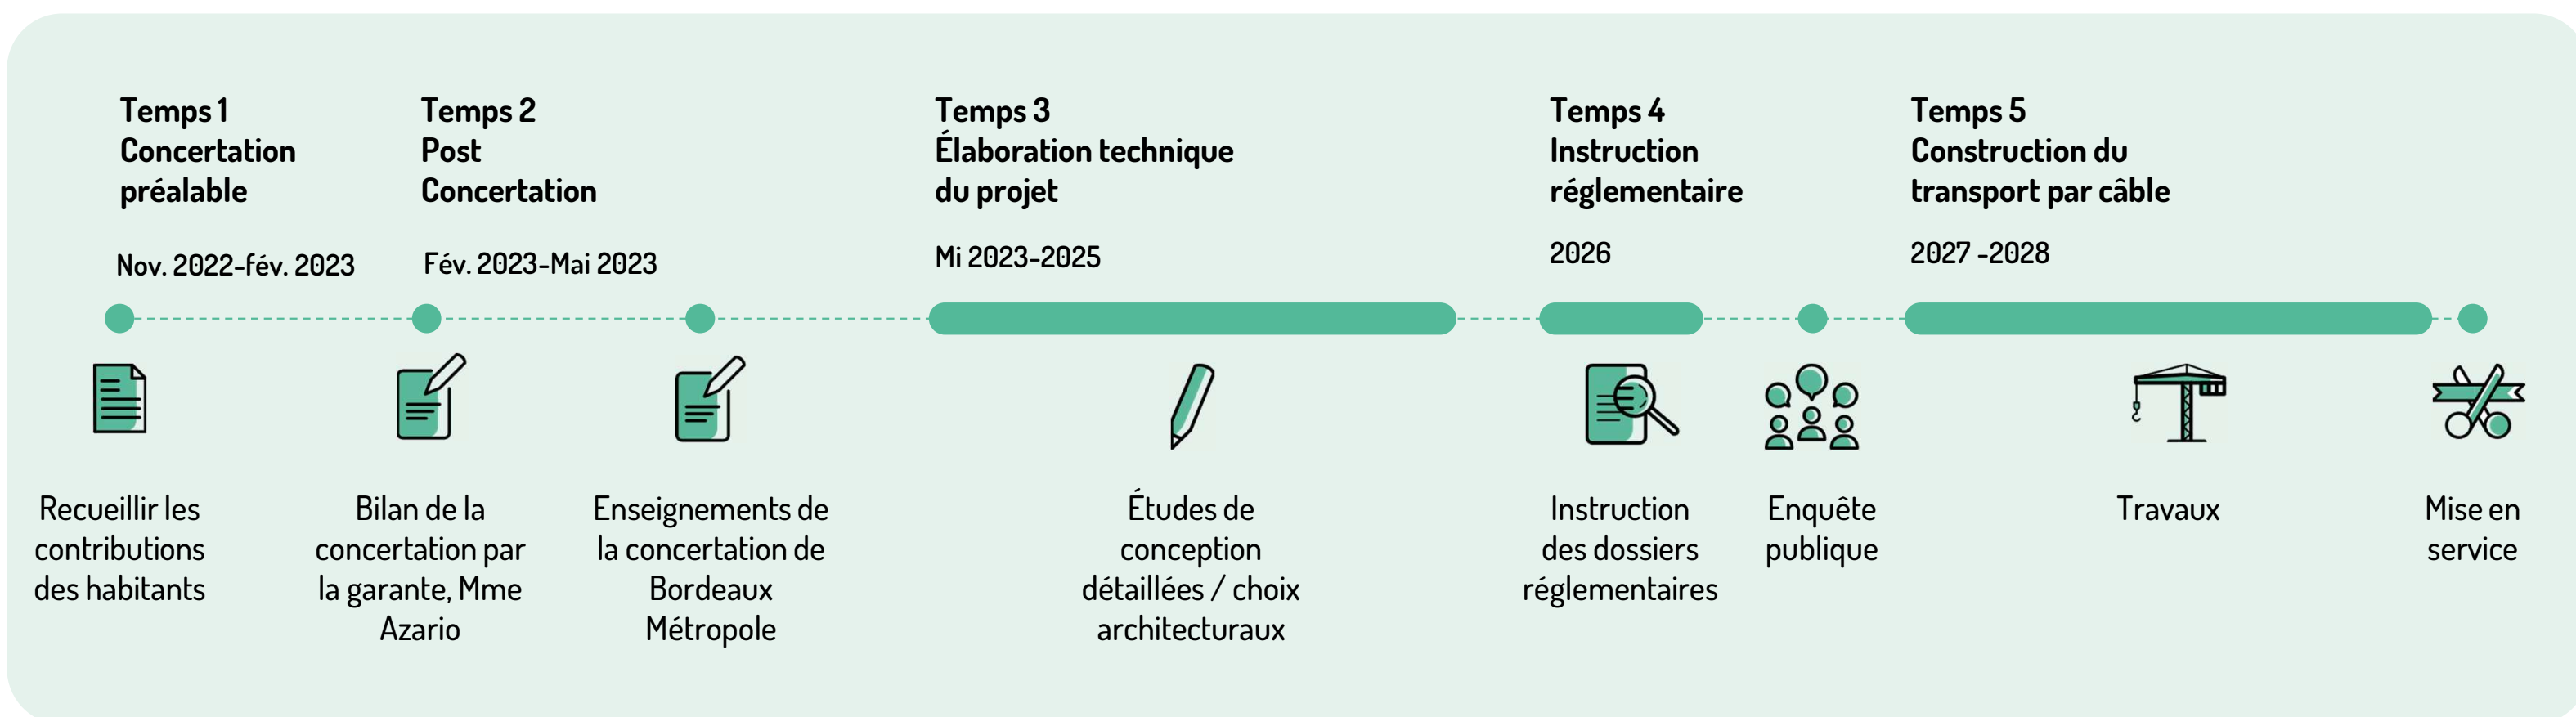 Temps 1
Concertation
préalable
Nov. 2022-fév. 2023
Temps 2
Post
Concertation
Fév. 2023-Mai 2023
Temps 3
Élaboration technique
du projet
Mi 2023-2025
Temps 4
Instruction
réglementaire
2026
Temps 5
Construction du
transport par câble
2027 -2028
Recueillir les
contributions
des habitants
Bilan de la
concertation par
la garante, Mme
Azario
Enseignements de
la concertation de
Bordeaux
Métropole
Études de
conception
détaillées / choix
architecturaux
Instruction
des dossiers
réglementaires
Enquête
publique
Travaux
Mise en
service